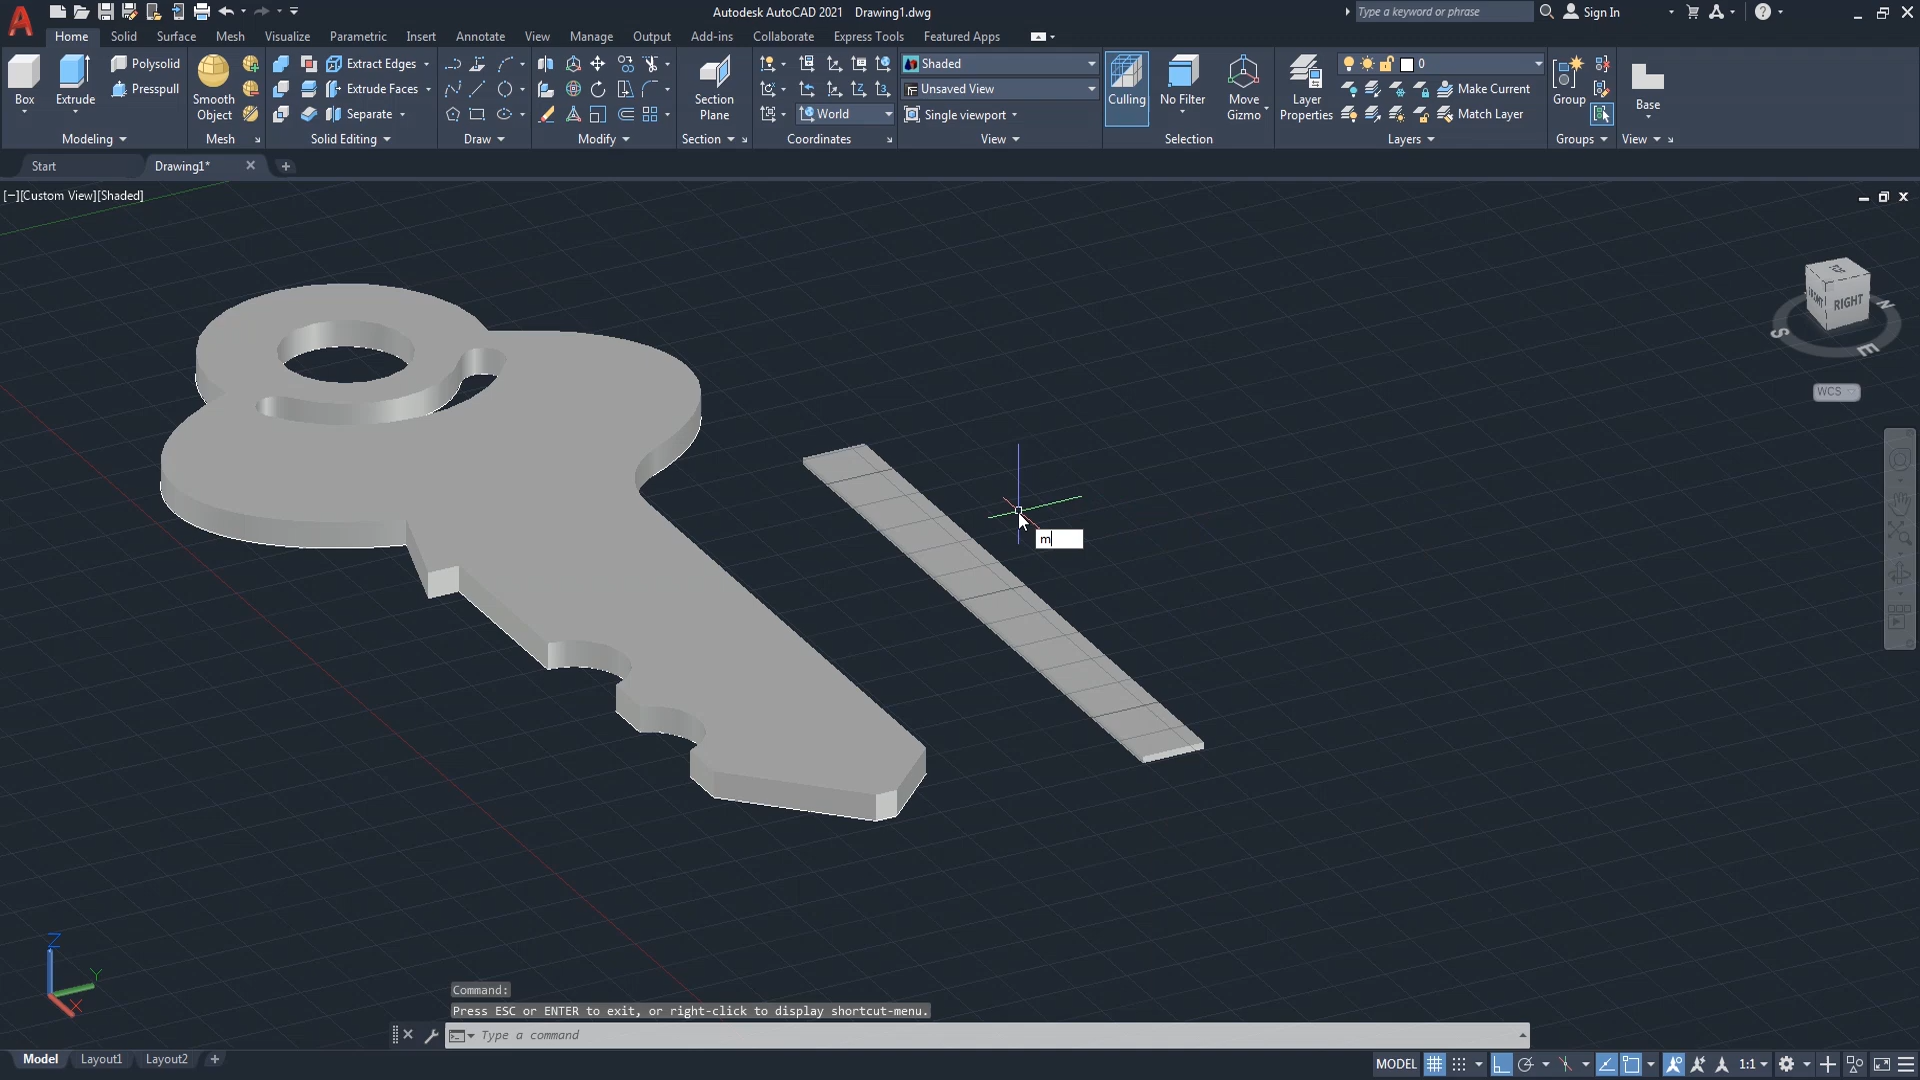 Autodesk AutoCAD 2021 Drawing1.dwg
Type a keyword or phrase
Sign In
Home Solid Surface Mesh Visualize Parametric Insert Annotate View Manage Output Add-ins Collaborate Express Tools Featured Apps
Box
Extrude
Polysolid
Presspull
Modeling
Smooth
Object
Mesh
Extract Edges
Extrude Faces
Separate
Solid Editing
Draw
Modify
Section
Plane
Section
World
Coordinates
Shaded
Unsaved View
Single viewport
View
Culling
No Filter
Move
Gizmo
Selection
Layer
Properties
0
Make Current
Match Layer
Layers
Group
Groups
Base
View
Start
Drawing1*
[−][Custom View][Shaded]
TOP
FRONT
RIGHT
N
S
E
WCS
m
Z
Y
X
Command:
Press ESC or ENTER to exit, or right-click to display shortcut-menu.
Type a command
Model Layout1 Layout2
MODEL
1:1